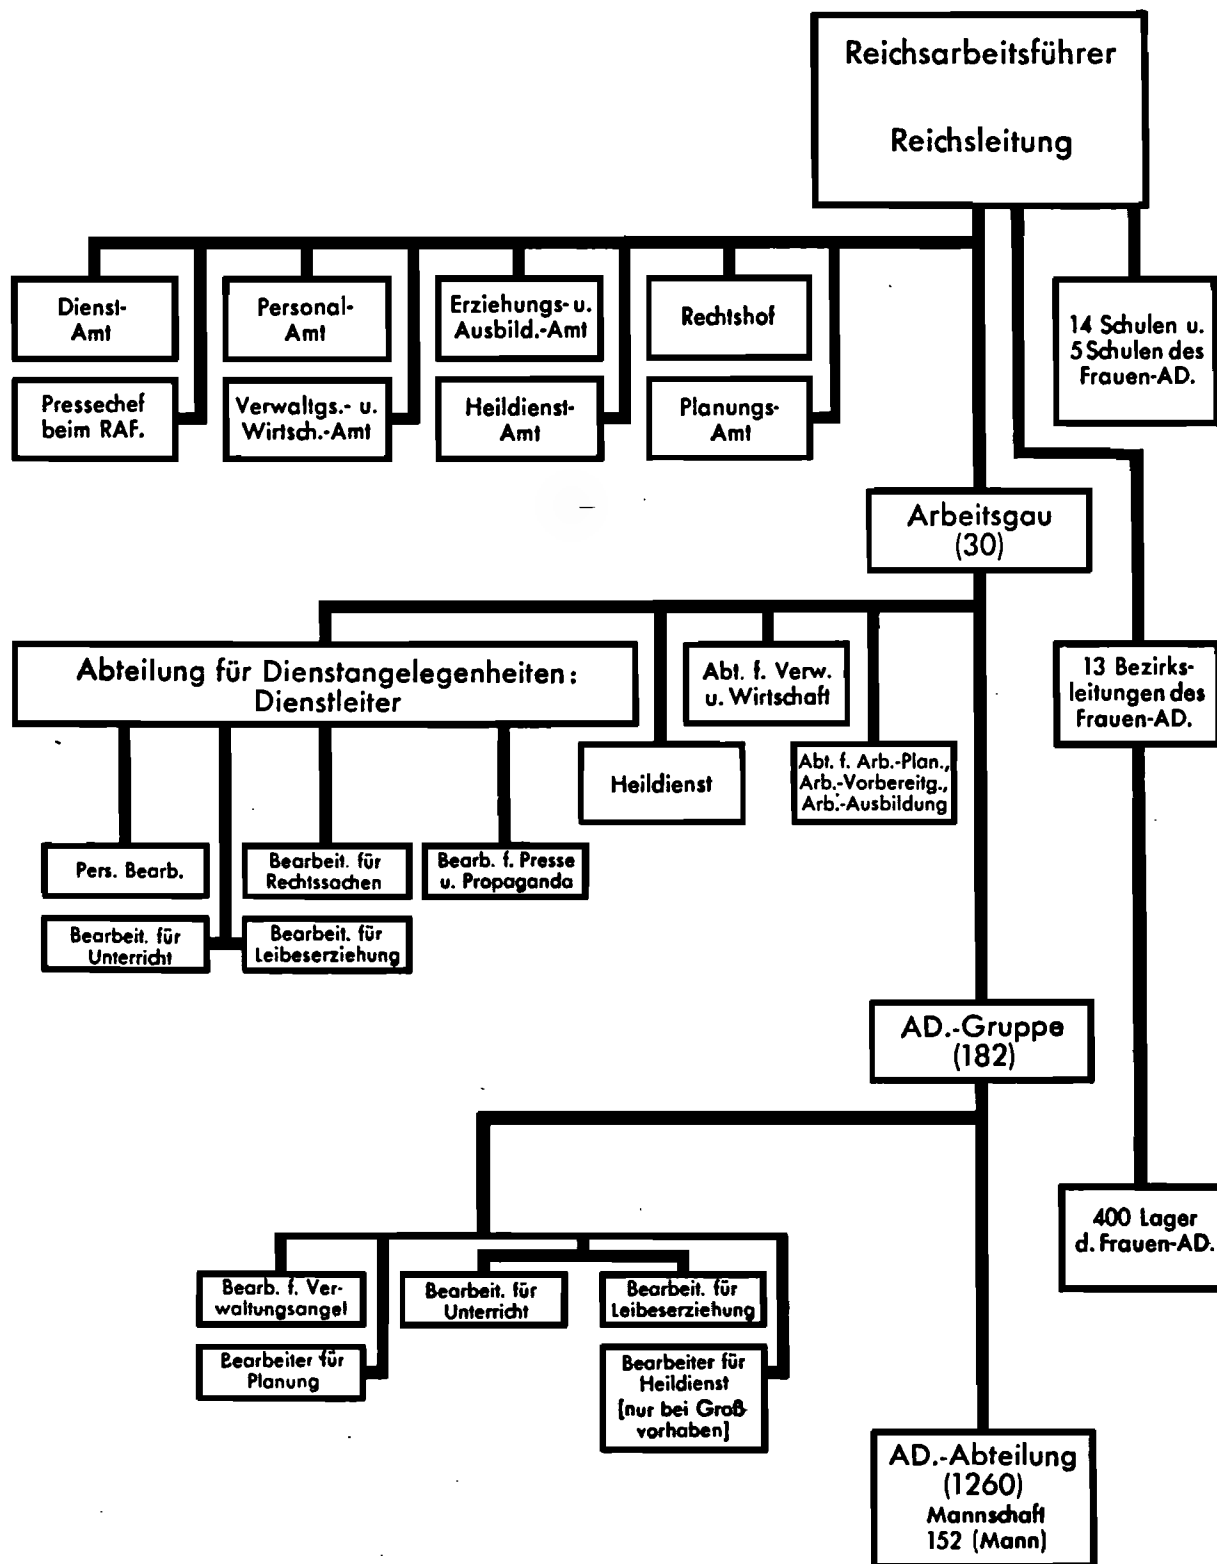 Reichsarbeitsführer
Reichsleitung
Dienst-
Amt
Personal-
Amt
Erziehungs- u.
Ausbild.-Amt
Rechtshof
14 Schulen u.
5 Schulen des
Frauen-AD.
Pressechef
beim RAF.
Verwaltgs.- u.
Wirtsch.-Amt
Heildienst-
Amt
Planungs-
Amt
Arbeitsgau
(30)
Abteilung für Dienstangelegenheiten:
Dienstleiter
Abt. f. Verw.
u. Wirtschaft
13 Bezirks-
leitungen des
Frauen-AD.
Heildienst
Abt. f. Arb.-Plan.,
Arb.-Vorbereitg.,
Arb.-Ausbildung
Pers. Bearb.
Bearbeit. für
Rechtssachen
Bearb. f. Presse
u. Propaganda
Bearbeit. für
Unterricht
Bearbeit. für
Leibeserziehung
AD.-Gruppe
(182)
400 Lager
d. Frauen-AD.
Bearb. f. Ver-
waltungsangel
Bearbeit. für
Unterricht
Bearbeit. für
Leibeserziehung
Bearbeiter für
Planung
Bearbeiter für
Heildienst
[nur bei Groß-
vorhaben]
AD.-Abteilung
(1260)
Mannschaft
152 (Mann)